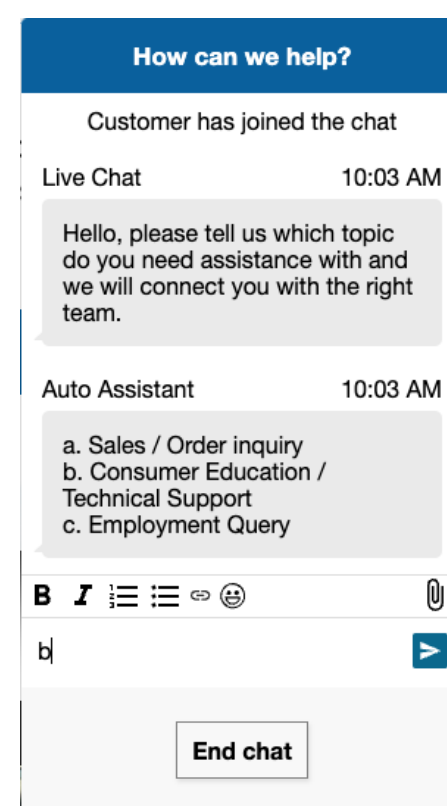 How can we help?
Customer has joined the chat
Live Chat 10:03 AM
Hello, please tell us which topic
do you need assistance with and
we will connect you with the right
team.
Auto Assistant 10:03 AM
a. Sales / Order inquiry
b. Consumer Education /
Technical Support
c. Employment Query
B I
b
End chat